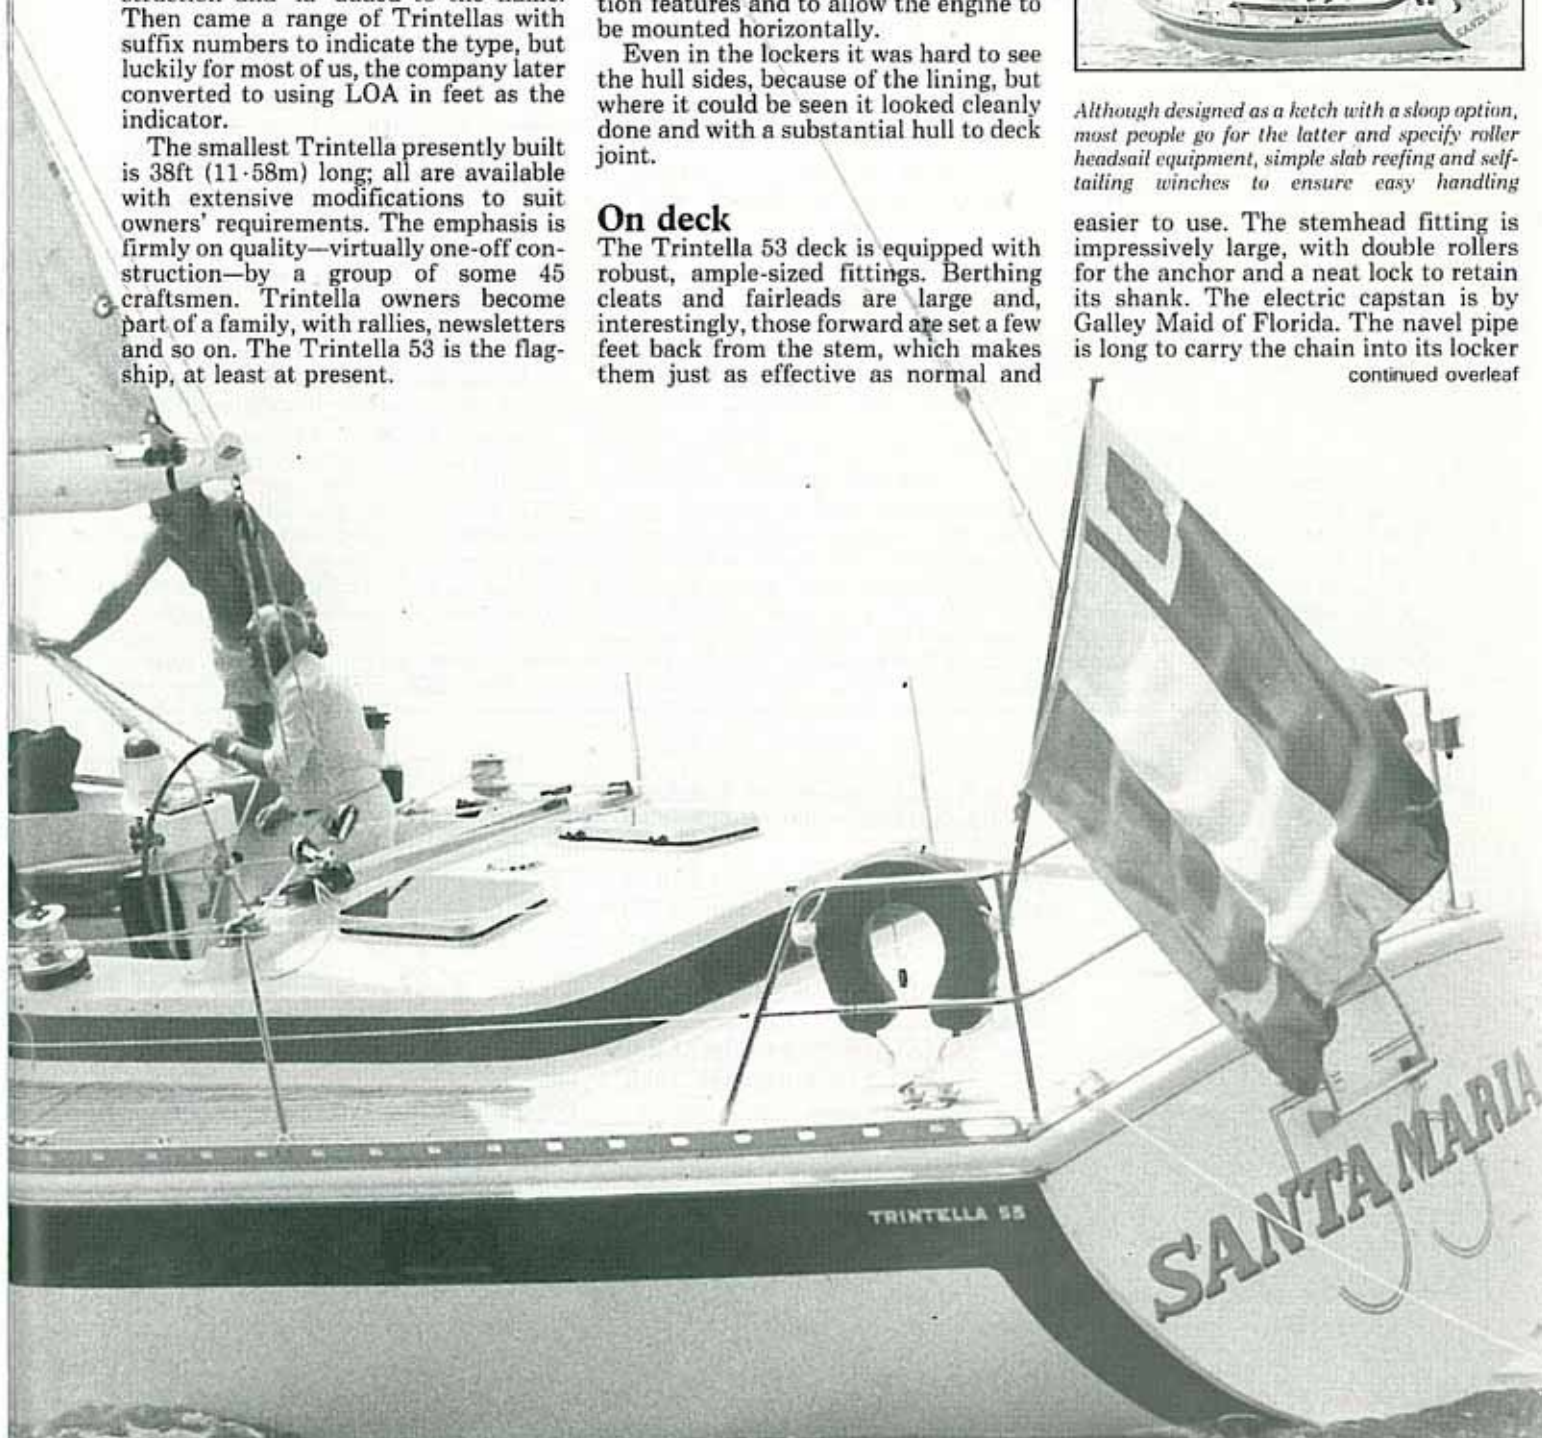 Then came a range of Trintellas with
suffix numbers to indicate the type, but
luckily for most of us, the company later
converted to using LOA in feet as the
indicator.
The smallest Trintella presently built
is 38ft (11·58m) long; all are available
with extensive modifications to suit
owners' requirements. The emphasis is
firmly on quality—virtually one-off con-
struction—by a group of some 45
craftsmen. Trintella owners become
part of a family, with rallies, newsletters
and so on. The Trintella 53 is the flag-
ship, at least at present.
tion features and to allow the engine to
be mounted horizontally.
Even in the lockers it was hard to see
the hull sides, because of the lining, but
where it could be seen it looked cleanly
done and with a substantial hull to deck
joint.
On deck
The Trintella 53 deck is equipped with
robust, ample-sized fittings. Berthing
cleats and fairleads are large and,
interestingly, those forward are set a few
feet back from the stem, which makes
them just as effective as normal and
SANTA MARIA
Although designed as a ketch with a sloop option,
most people go for the latter and specify roller
headsail equipment, simple slab reefing and self-
tailing winches to ensure easy handling
easier to use. The stemhead fitting is
impressively large, with double rollers
for the anchor and a neat lock to retain
its shank. The electric capstan is by
Galley Maid of Florida. The navel pipe
is long to carry the chain into its locker
continued overleaf
TRINTELLA 53
SANTA MARIA